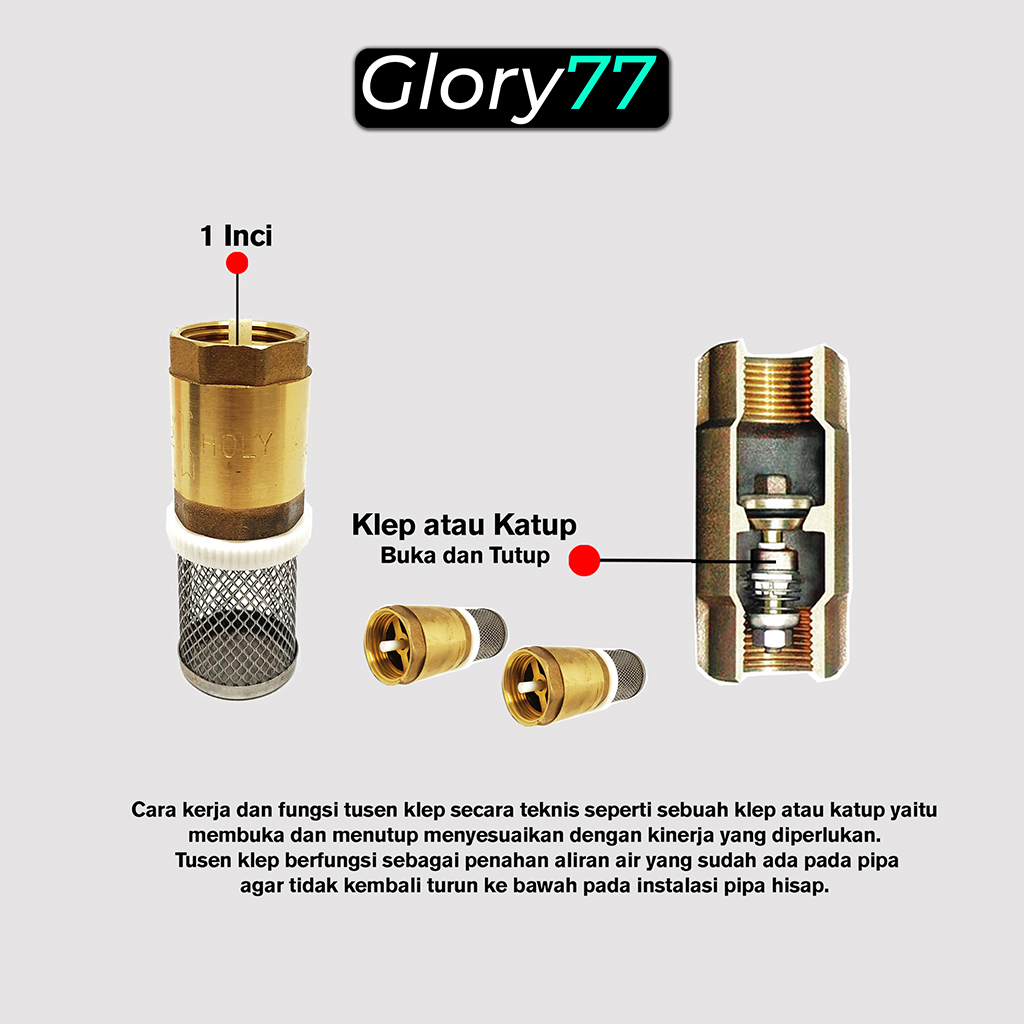 Glory77
1 Inci
HOLY
Klep atau Katup
Buka dan Tutup
Cara kerja dan fungsi tusen klep secara teknis seperti sebuah klep atau katup yaitu
membuka dan menutup menyesuaikan dengan kinerja yang diperlukan.
Tusen klep berfungsi sebagai penahan aliran air yang sudah ada pada pipa
agar tidak kembali turun ke bawah pada instalasi pipa hisap.